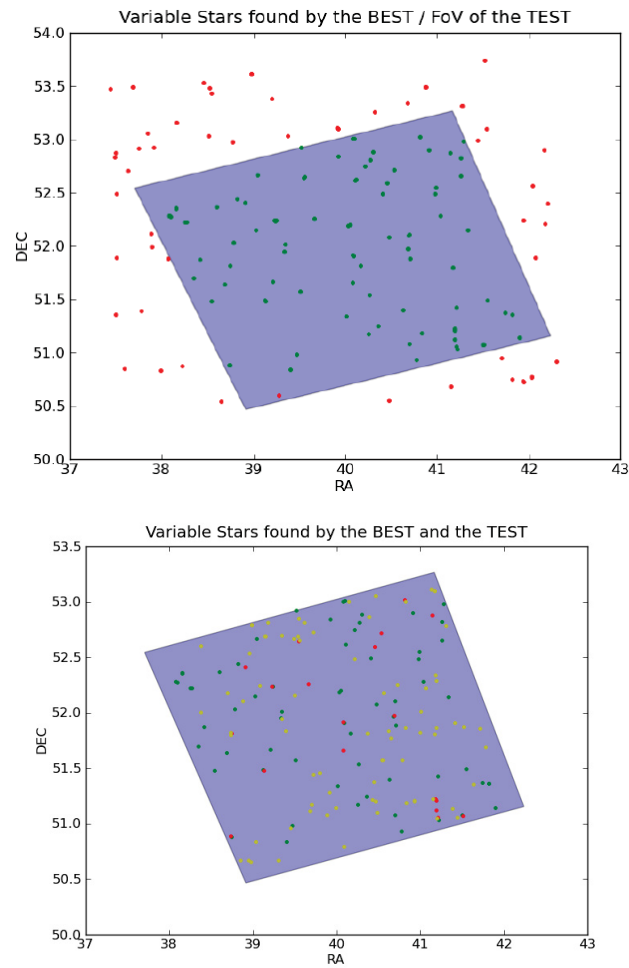 Variable Stars found by the BEST / FoV of the TEST
54.0
53.5
53.0
52.5
52.0
51.5
51.0
50.5
50.0
DEC
37 38 39 40 41 42 43
RA
Variable Stars found by the BEST and the TEST
53.5
53.0
52.5
52.0
51.5
51.0
50.5
50.0
DEC
37 38 39 40 41 42 43
RA